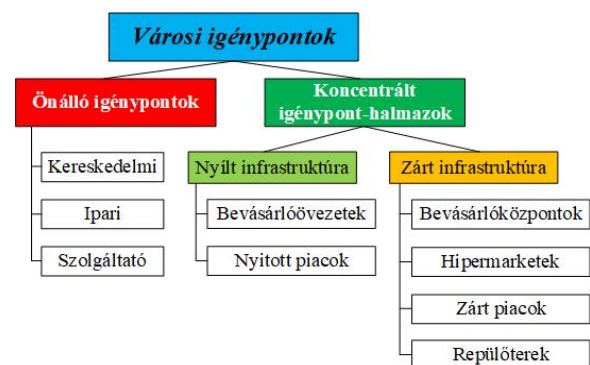 Városi igénypontok
Önálló igénypontok
Koncentrált
igénypont-halmazok
Kereskedelmi
Ipari
Szolgáltató
Nyílt infrastruktúra
Bevásárlóövezetek
Nyitott piacok
Zárt infrastruktúra
Bevásárlóközpontok
Hipermarketek
Zárt piacok
Repülőterek